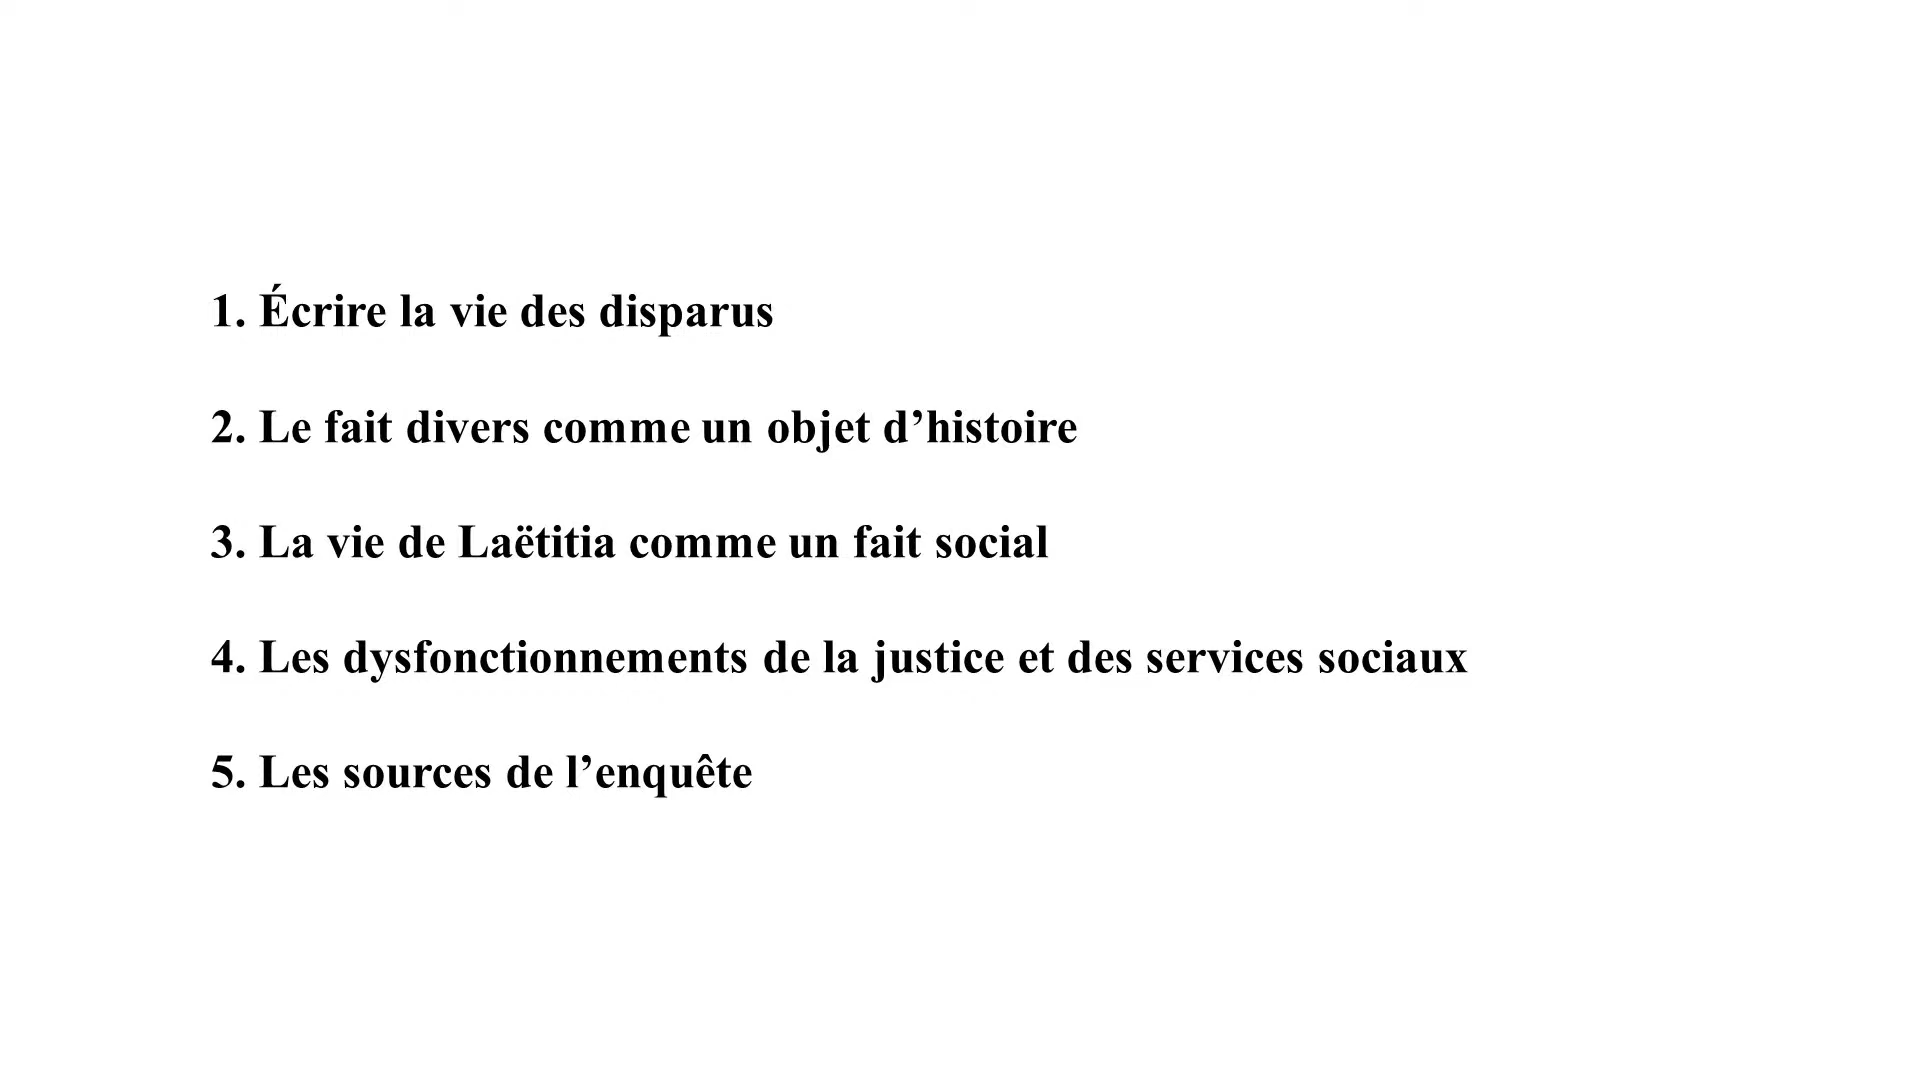 1. Écrire la vie des disparus
2. Le fait divers comme un objet d’histoire
3. La vie de Laëtitia comme un fait social
4. Les dysfonctionnements de la justice et des services sociaux
5. Les sources de l’enquête